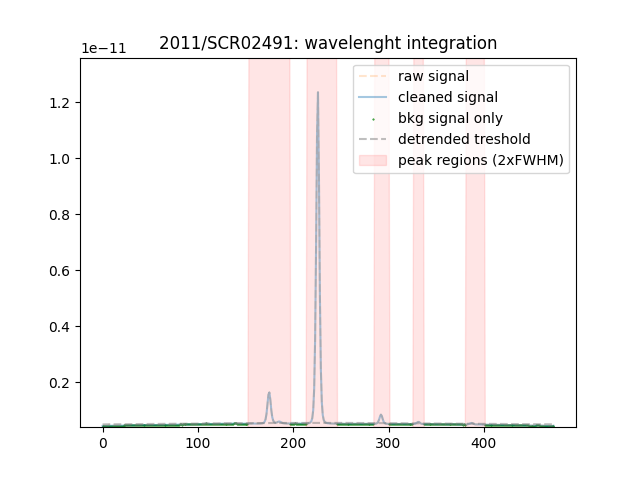 2011/SCR02491: wavelenght integration
1e−11
raw signal
cleaned signal
bkg signal only
detrended treshold
peak regions (2xFWHM)
1.2
1.0
0.8
0.6
0.4
0.2
0 100 200 300 400